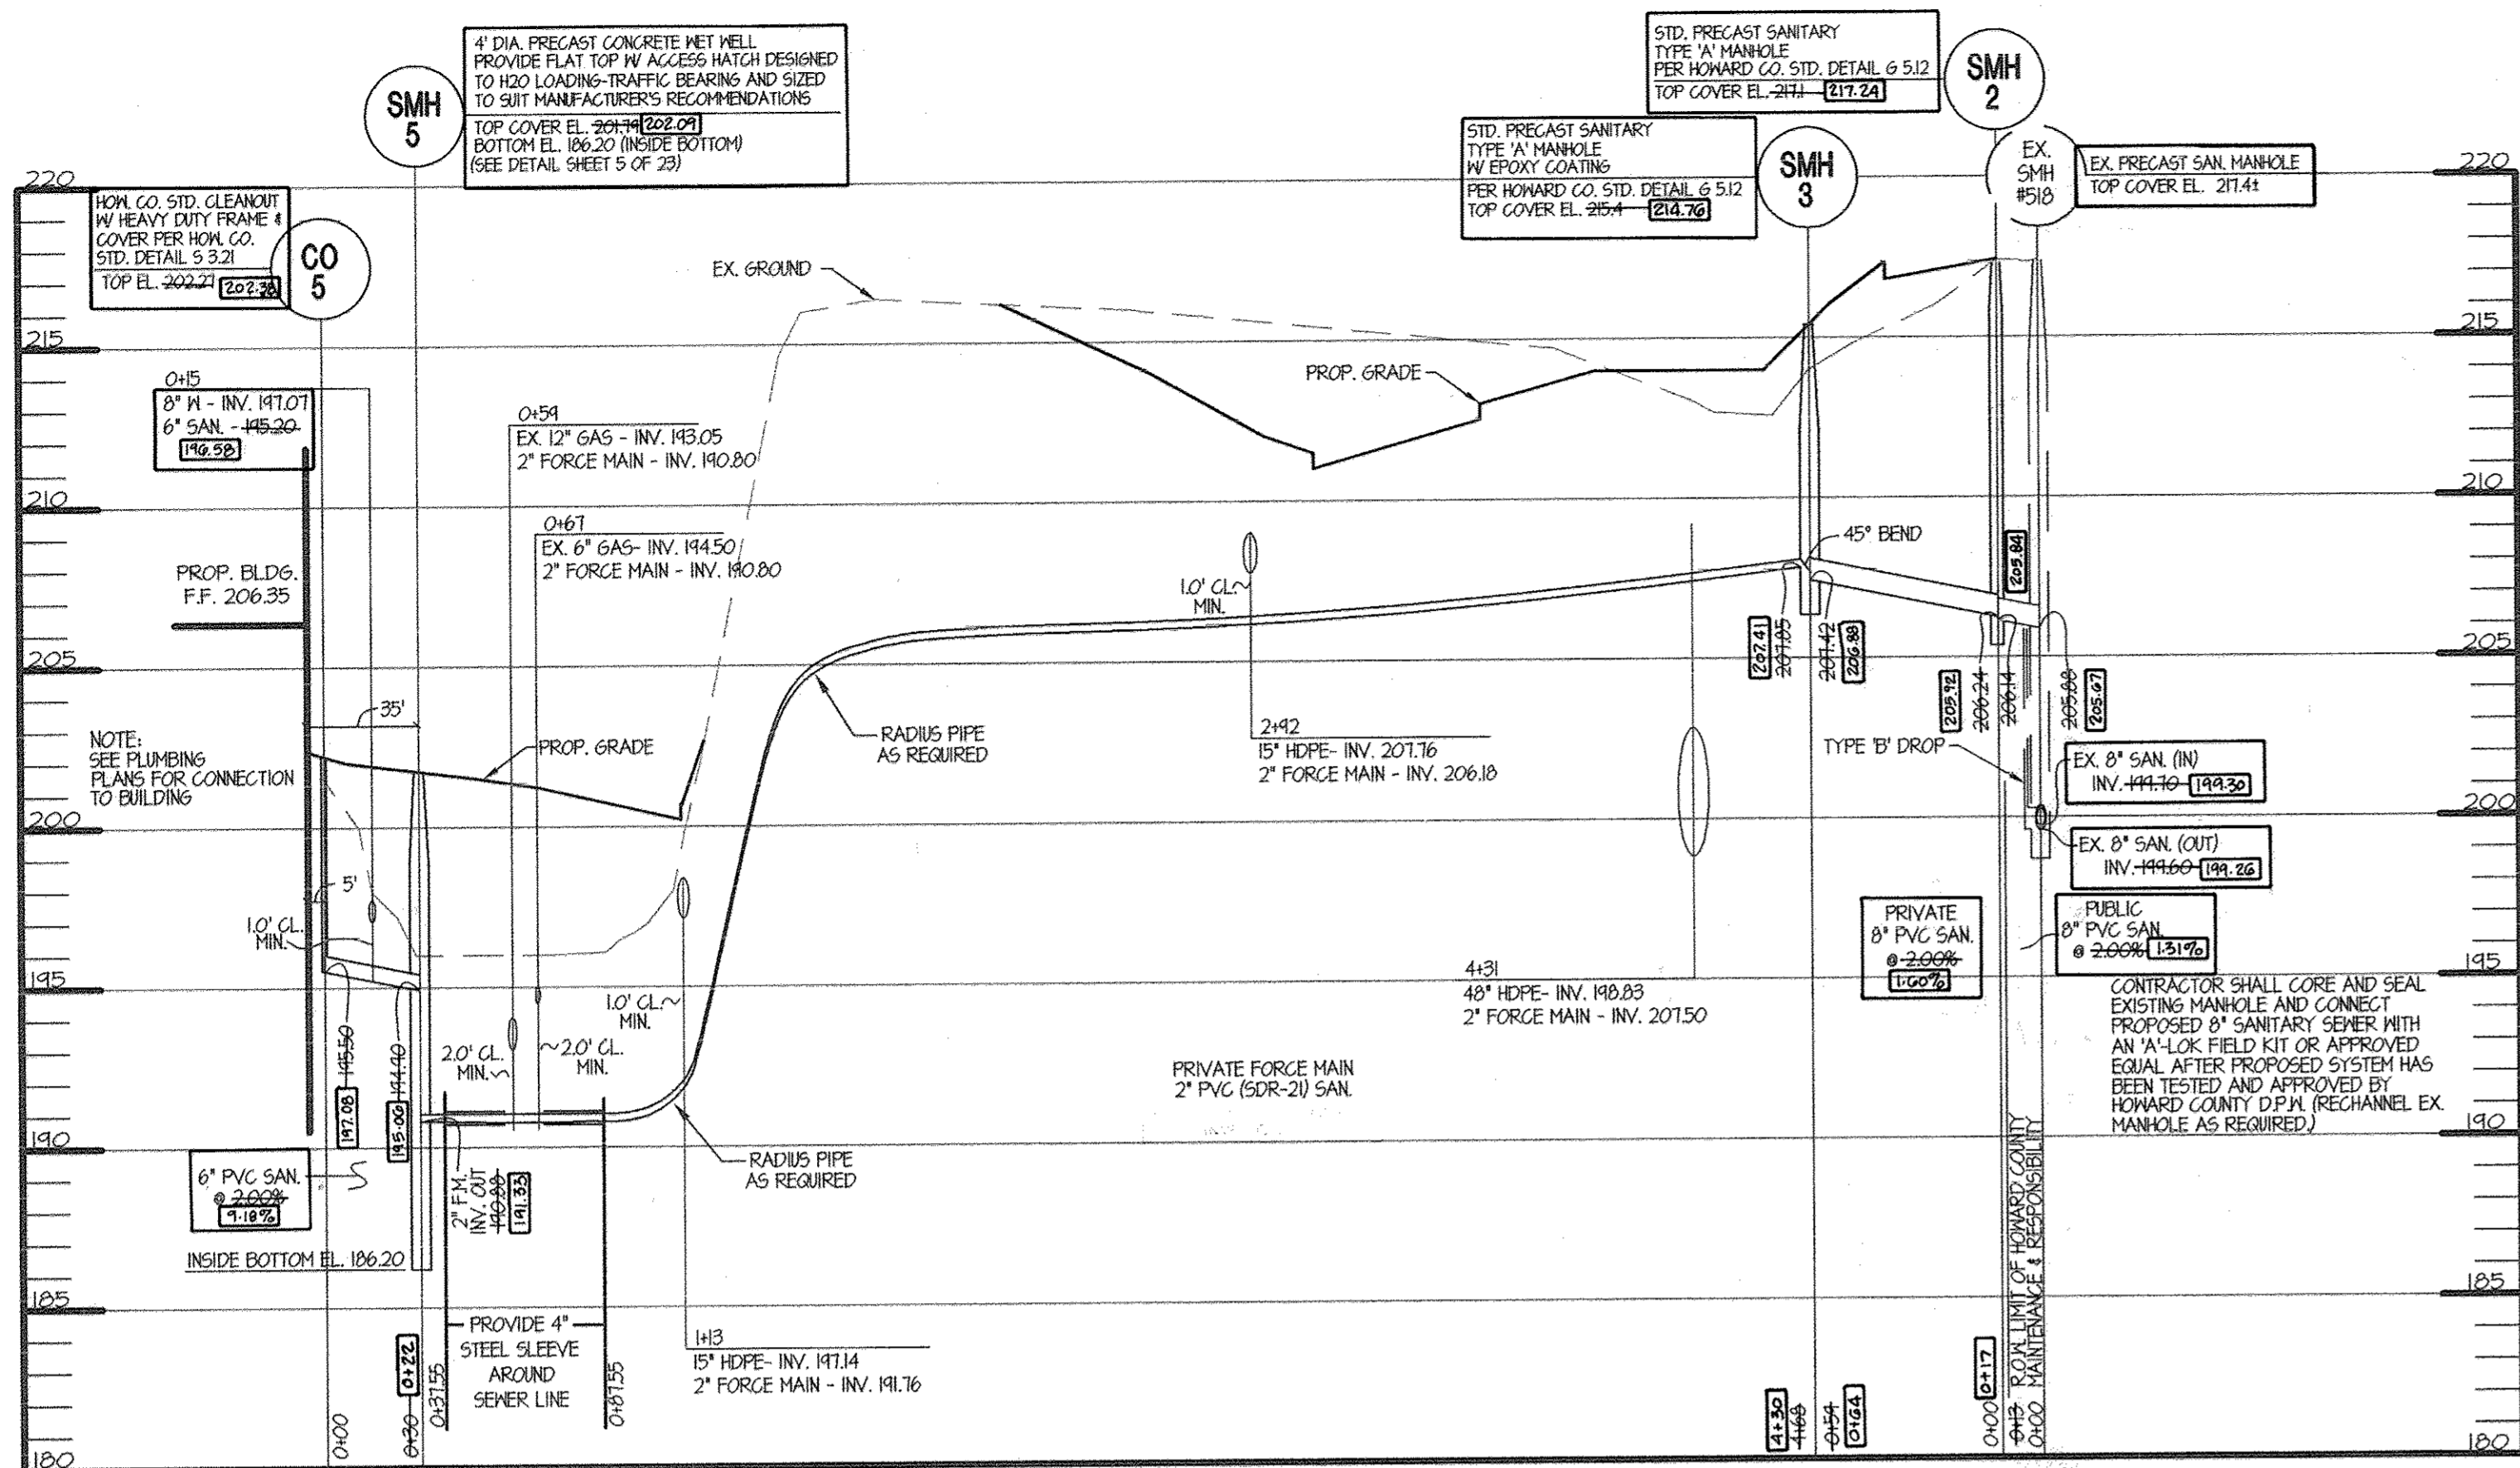 4' DIA. PRECAST CONCRETE WET WELL
PROVIDE FLAT TOP W/ ACCESS HATCH DESIGNED
TO H20 LOADING-TRAFFIC BEARING AND SIZED
TO SUIT MANUFACTURER'S RECOMMENDATIONS
TOP COVER EL. 201.79 202.09
BOTTOM EL. 186.20 (INSIDE BOTTOM)
(SEE DETAIL SHEET 5 OF 23)
SMH
5
STD. PRECAST SANITARY
TYPE 'A' MANHOLE
PER HOWARD CO. STD. DETAIL G 5.12
TOP COVER EL. 217.1 217.24
SMH
2
STD. PRECAST SANITARY
TYPE 'A' MANHOLE
W/ EPOXY COATING
PER HOWARD CO. STD. DETAIL G 5.12
TOP COVER EL. 215.4 214.76
SMH
3
EX.
SMH
#518
EX. PRECAST SAN. MANHOLE
TOP COVER EL. 217.4±
220
220
HOW. CO. STD. CLEANOUT
W/ HEAVY DUTY FRAME &
COVER PER HOW. CO.
STD. DETAIL S 3.21
TOP EL. 202.27 202.38
CO
5
EX. GROUND
215
215
0+15
8" W - INV. 197.07
6" SAN. - 195.20
196.58
PROP. GRADE
0+59
EX. 12" GAS - INV. 193.05
2" FORCE MAIN - INV. 190.80
210
210
0+67
EX. 6" GAS- INV. 194.50
2" FORCE MAIN - INV. 190.80
45° BEND
205.84
PROP. BLDG.
F.F. 206.35
1.0' CL.
MIN.
205
205
207.41
207.85
207.42
206.88
205.92
206.24
206.14
205.88
205.67
35'
NOTE:
SEE PLUMBING
PLANS FOR CONNECTION
TO BUILDING
PROP. GRADE
RADIUS PIPE
AS REQUIRED
2+92
15" HDPE- INV. 207.76
2" FORCE MAIN - INV. 206.18
TYPE 'B' DROP
EX. 8" SAN. (IN)
INV. 199.70 199.30
200
200
EX. 8" SAN. (OUT)
INV. 199.60 199.26
5'
1.0' CL.
MIN.
PRIVATE
8" PVC SAN.
@ 2.00%
1.60%
PUBLIC
8" PVC SAN.
@ 2.00% 1.31%
195
195
4+31
48" HDPE- INV. 198.83
2" FORCE MAIN - INV. 207.50
CONTRACTOR SHALL CORE AND SEAL
EXISTING MANHOLE AND CONNECT
PROPOSED 8" SANITARY SEWER WITH
AN 'A'-LOK FIELD KIT OR APPROVED
EQUAL AFTER PROPOSED SYSTEM HAS
BEEN TESTED AND APPROVED BY
HOWARD COUNTY D.P.W. (RECHANNEL EX.
MANHOLE AS REQUIRED.)
1.0' CL.
MIN.
2.0' CL.
MIN.
2.0' CL.
MIN.
PRIVATE FORCE MAIN
2" PVC (SDR-21) SAN.
197.08 195.50
195.06 194.90
190
190
6" PVC SAN.
@ 2.00%
9.18%
2" F.M.
INV. OUT
190.88
191.33
RADIUS PIPE
AS REQUIRED
INSIDE BOTTOM EL. 186.20
185
185
PROVIDE 4"
STEEL SLEEVE
AROUND
SEWER LINE
1+13
15" HDPE- INV. 197.14
2" FORCE MAIN - INV. 191.76
0+00
0+30 0+22
0+37.55
0+87.55
4+30
4+68
0+54
0+64
0+00 0+17
0+13 R.O.W. LIMIT OF HOWARD COUNTY
0+00 MAINTENANCE & RESPONSIBILITY
180
180